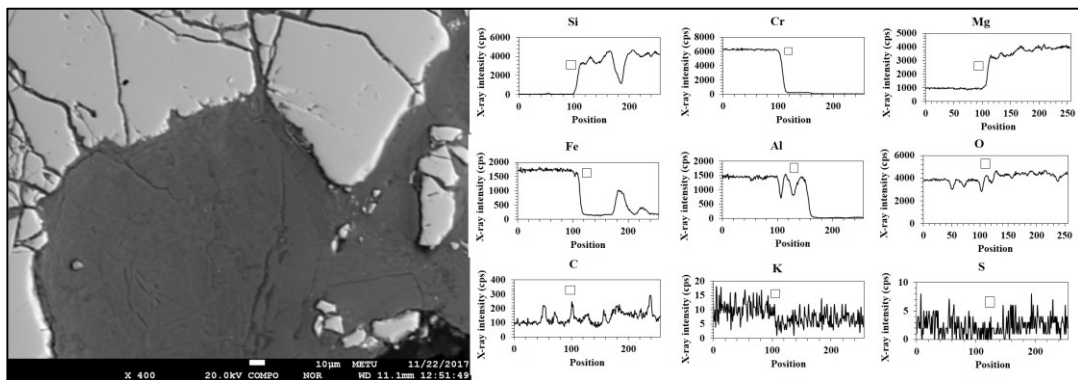 10µm METU 11/22/2017
X 400 20.0kV COMPO NOR WD 11.1mm 12:51:49
Si
X-ray intensity (cps)
6000
4000
2000
0
0 100 200
Position
Cr
X-ray intensity (cps)
8000
6000
4000
2000
0
0 100 200
Position
Mg
X-ray intensity (cps)
5000
4000
3000
2000
1000
0
0 50 100 150 200 250
Position
Fe
X-ray intensity (cps)
2000
1500
1000
500
0
0 100 200
Position
Al
X-ray intensity (cps)
2000
1500
1000
500
0
0 100 200
Position
O
X-ray intensity (cps)
6000
4000
2000
0
0 50 100 150 200 250
Position
C
X-ray intensity (cps)
400
300
200
100
0
0 100 200
Position
K
X-ray intensity (cps)
20
15
10
5
0
0 100 200
Position
S
X-ray intensity (cps)
10
5
0
0 50 100 150 200 250
Position